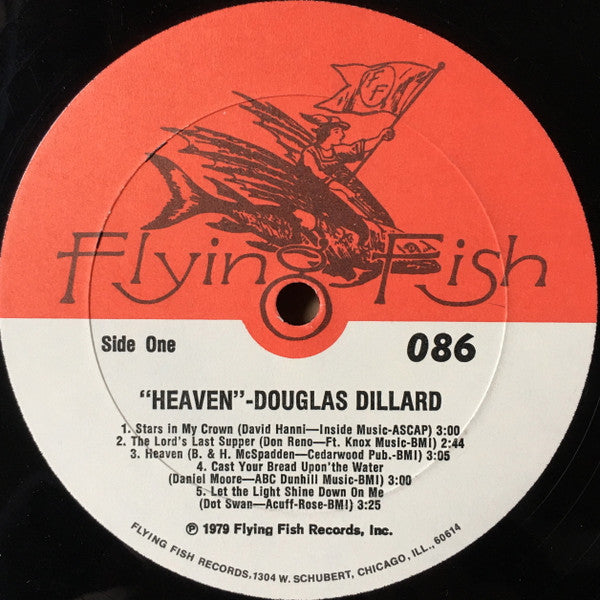 FF
Flying Fish
Side One
086
"HEAVEN"-DOUGLAS DILLARD
1. Stars in My Crown (David Hanni—Inside Music-ASCAP) 3:00
2. The Lord's Last Supper (Don Reno—Ft. Knox Music-BMI) 2:44
3. Heaven (B. & H. McSpadden—Cedarwood Pub.-BMI) 3:05
4. Cast Your Bread Upon'the Water
(Daniel Moore—ABC Dunhill Music-BMI) 3:00
5. Let the Light Shine Down On Me
(Dot Swan—Acuff-Rose-BMI) 3:25
℗ 1979 Flying Fish Records, Inc.
FLYING FISH RECORDS, 1304 W. SCHUBERT, CHICAGO, ILL., 60614